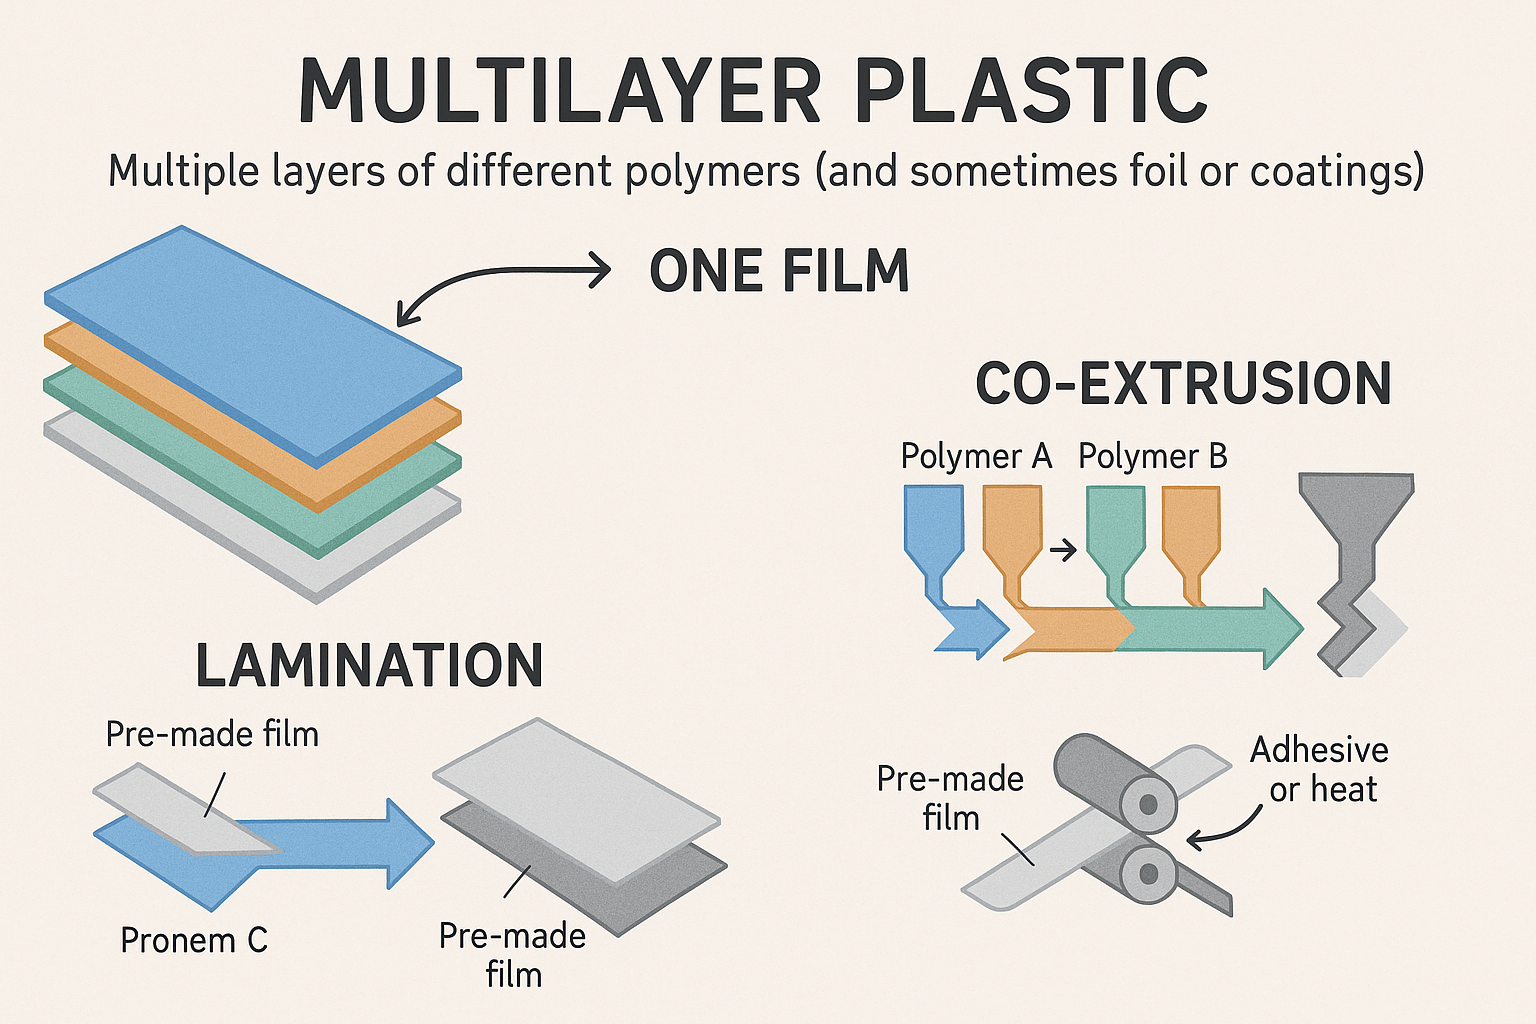 MULTILAYER PLASTIC
Multiple layers of different polymers (and sometimes foil or coatings)
ONE FILM
CO-EXTRUSION
Polymer A
Polymer B
LAMINATION
Pre-made film
Pronem C
Pre-made
film
Pre-made
film
Adhesive
or heat